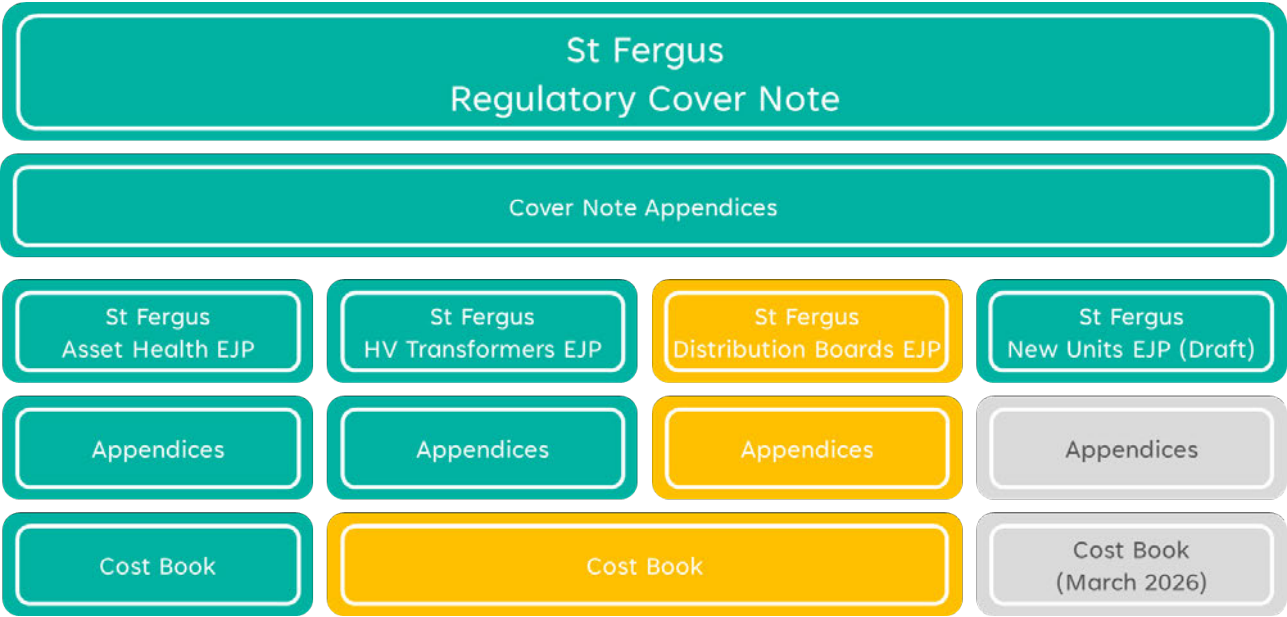 St Fergus
Regulatory Cover Note
Cover Note Appendices
St Fergus
Asset Health EJP
St Fergus
HV Transformers EJP
St Fergus
Distribution Boards EJP
St Fergus
New Units EJP (Draft)
Appendices
Appendices
Appendices
Appendices
Cost Book
Cost Book
Cost Book
(March 2026)